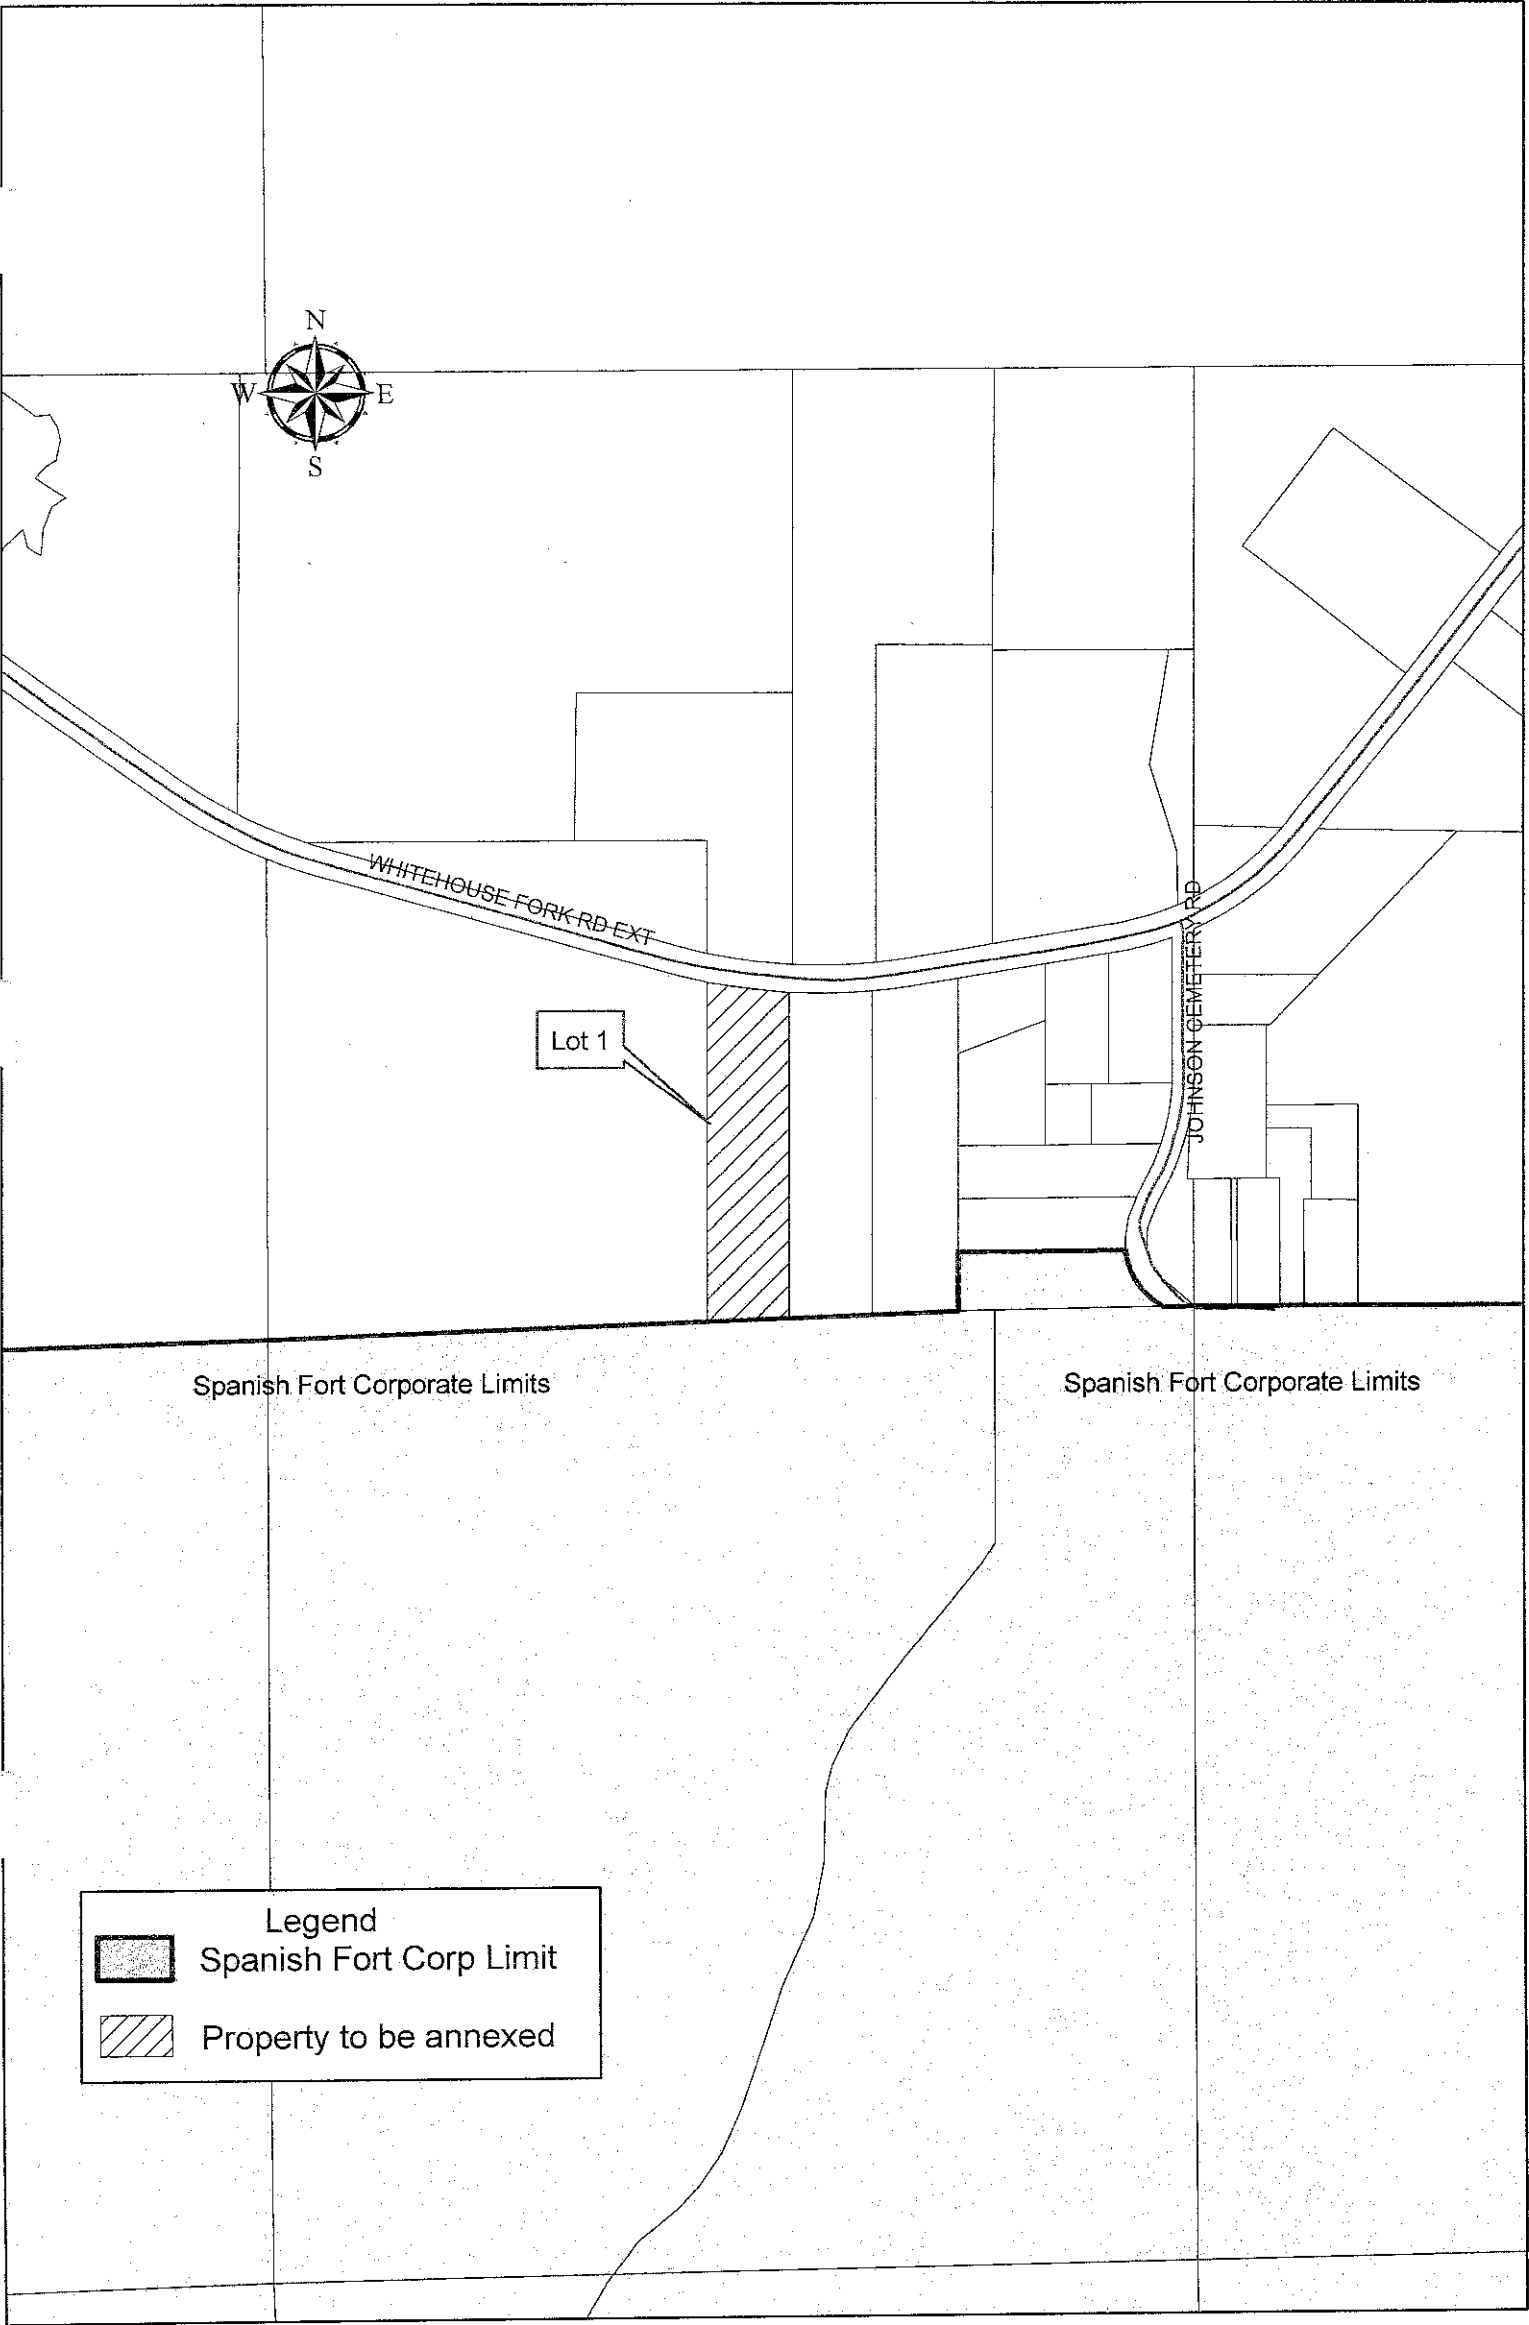 N
W E
S
WHITEHOUSE FORK RD EXT
JOHNSON CEMETERY RD
Lot 1
Spanish Fort Corporate Limits
Spanish Fort Corporate Limits
Legend
Spanish Fort Corp Limit
Property to be annexed